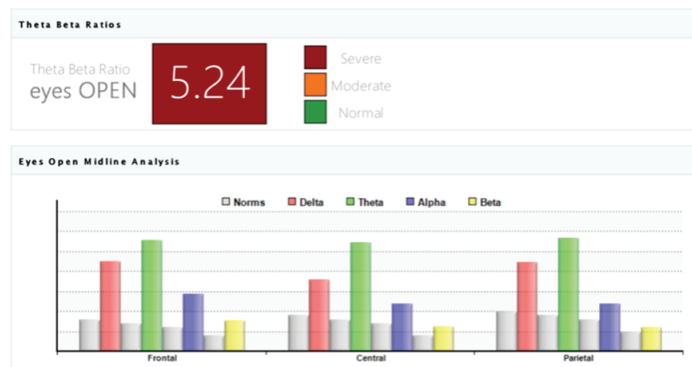 Theta Beta Ratios
Theta Beta Ratio
eyes OPEN
5.24
Severe
Moderate
Normal
Eyes Open Midline Analysis
Norms Delta Theta Alpha Beta
Frontal Central Parietal